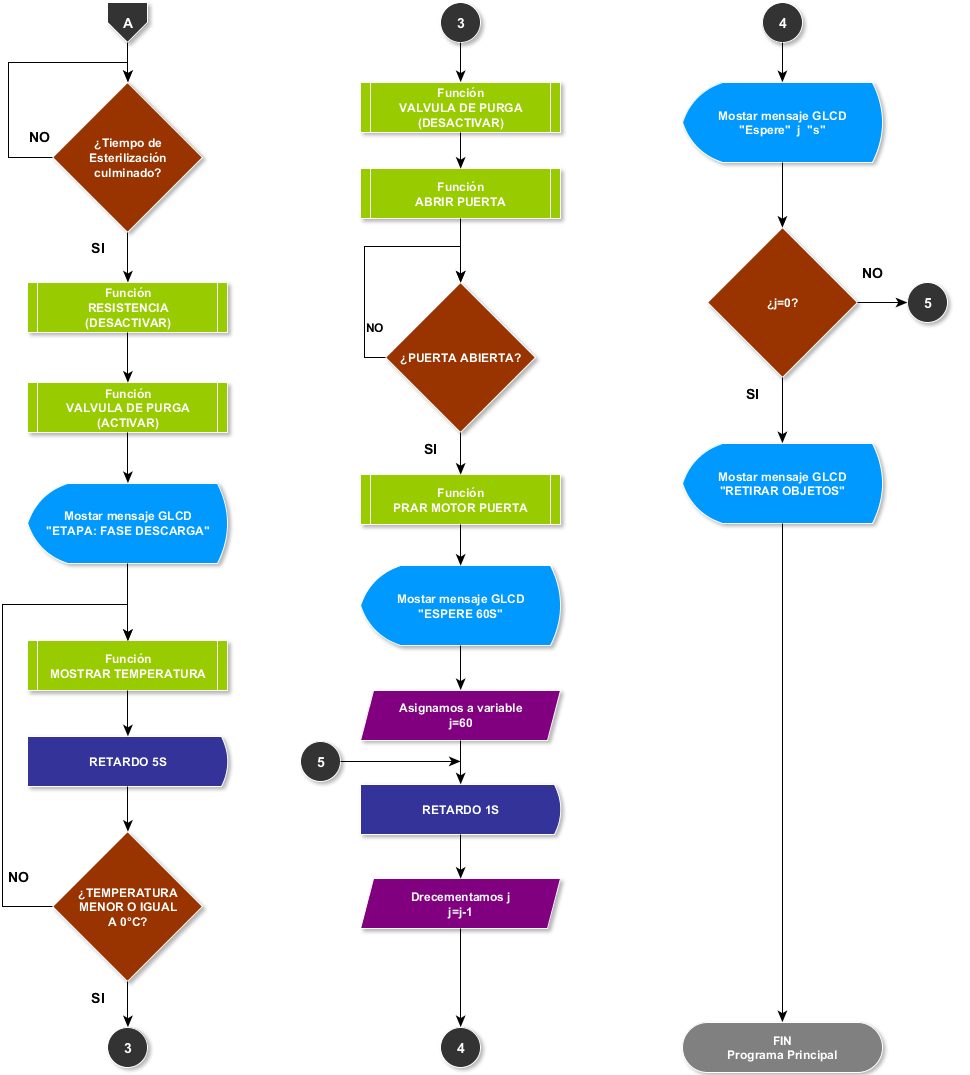 A
NO
¿Tiempo de
Esterilización
culminado?
SI
Función
RESISTENCIA
(DESACTIVAR)
Función
VALVULA DE PURGA
(ACTIVAR)
Mostar mensaje GLCD
"ETAPA: FASE DESCARGA"
Función
MOSTRAR TEMPERATURA
RETARDO 5S
NO
¿TEMPERATURA
MENOR O IGUAL
A 0°C?
SI
3
3
Función
VALVULA DE PURGA
(DESACTIVAR)
Función
ABRIR PUERTA
NO
¿PUERTA ABIERTA?
SI
Función
PRAR MOTOR PUERTA
Mostar mensaje GLCD
"ESPERE 60S"
Asignamos a variable
j=60
5
RETARDO 1S
Drecementamos j
j=j-1
4
4
Mostar mensaje GLCD
"Espere" j "s"
¿j=0?
NO
5
SI
Mostar mensaje GLCD
"RETIRAR OBJETOS"
FIN
Programa Principal